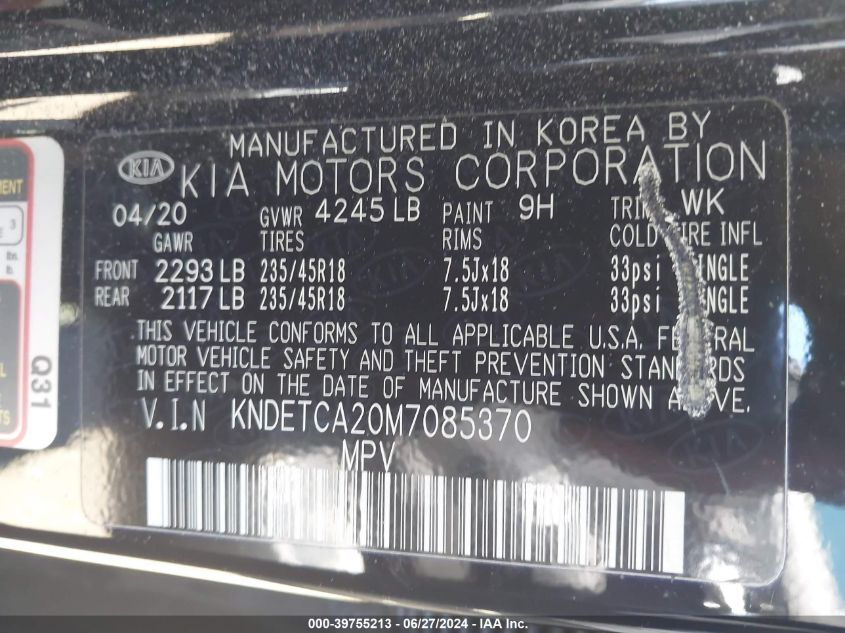 MANUFACTURED IN KOREA BY
KIA KIA MOTORS CORPORATION
04/20 GVWR 4245 LB PAINT 9H WK
GAWR TIRES RIMS COLD INFL
FRONT 2293 LB 235/45R18 7.5Jx18 33psi
REAR 2117 LB 235/45R18 7.5Jx18 33psi
THIS VEHICLE CONFORMS TO ALL APPLICABLE U.S.A.
MOTOR VEHICLE SAFETY AND THEFT PREVENTION
IN EFFECT ON THE DATE OF MANUFACTURE SHOWN
V.I.N KNDETCA20M7085370
MPV
Q31
3
000-39755213 - 06/27/2024 - IAA Inc.